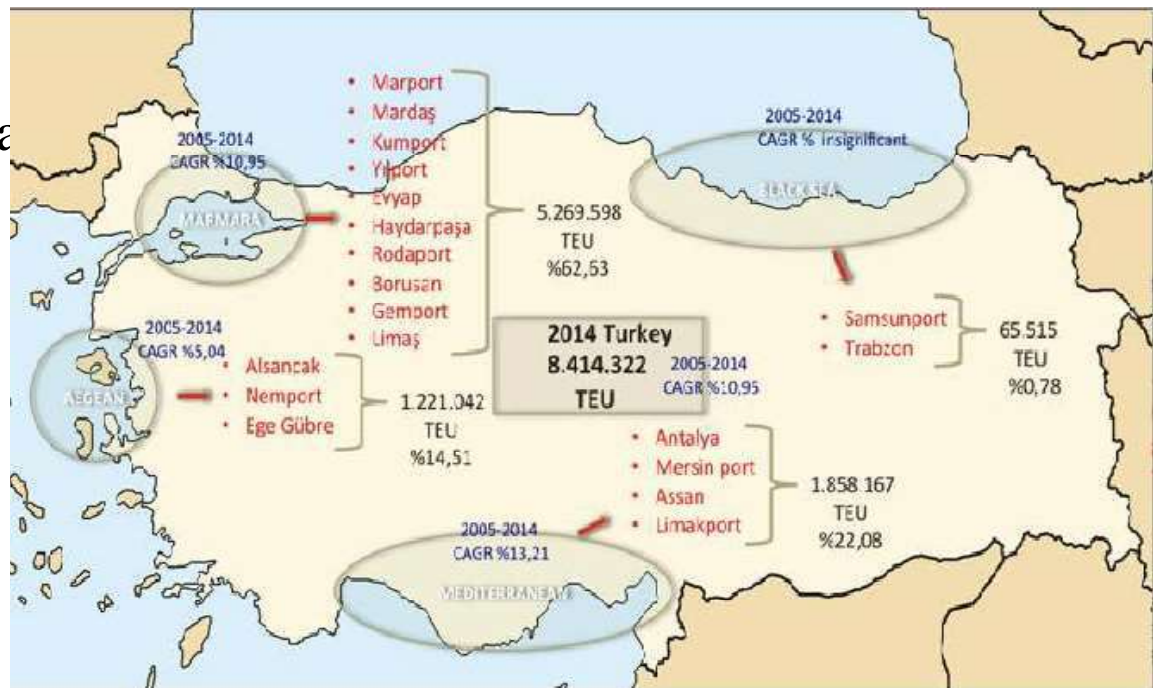 a
2005-2014
CAGR %10,95
MARMARA
• Marport
• Mardaş
• Kumport
• Yılport
• Evyap
• Haydarpaşa
• Rodaport
• Borusan
• Gemport
• Limaş
5.269.598
TEU
%62,63
2005-2014
CAGR % insignificant
BLACK SEA
• Samsunport
• Trabzon
65.515
TEU
%0,78
2005-2014
CAGR %5,04
AEGEAN
• Alsancak
• Nemport
• Ege Gübre
1.221.042
TEU
%14,51
2014 Turkey
8.414.322
TEU
2005-2014
CAGR %10,95
• Antalya
• Mersin port
• Assan
• Limakport
1.858 167
TEU
%22,08
2005-2014
CAGR %13,21
MEDITERRANEAN